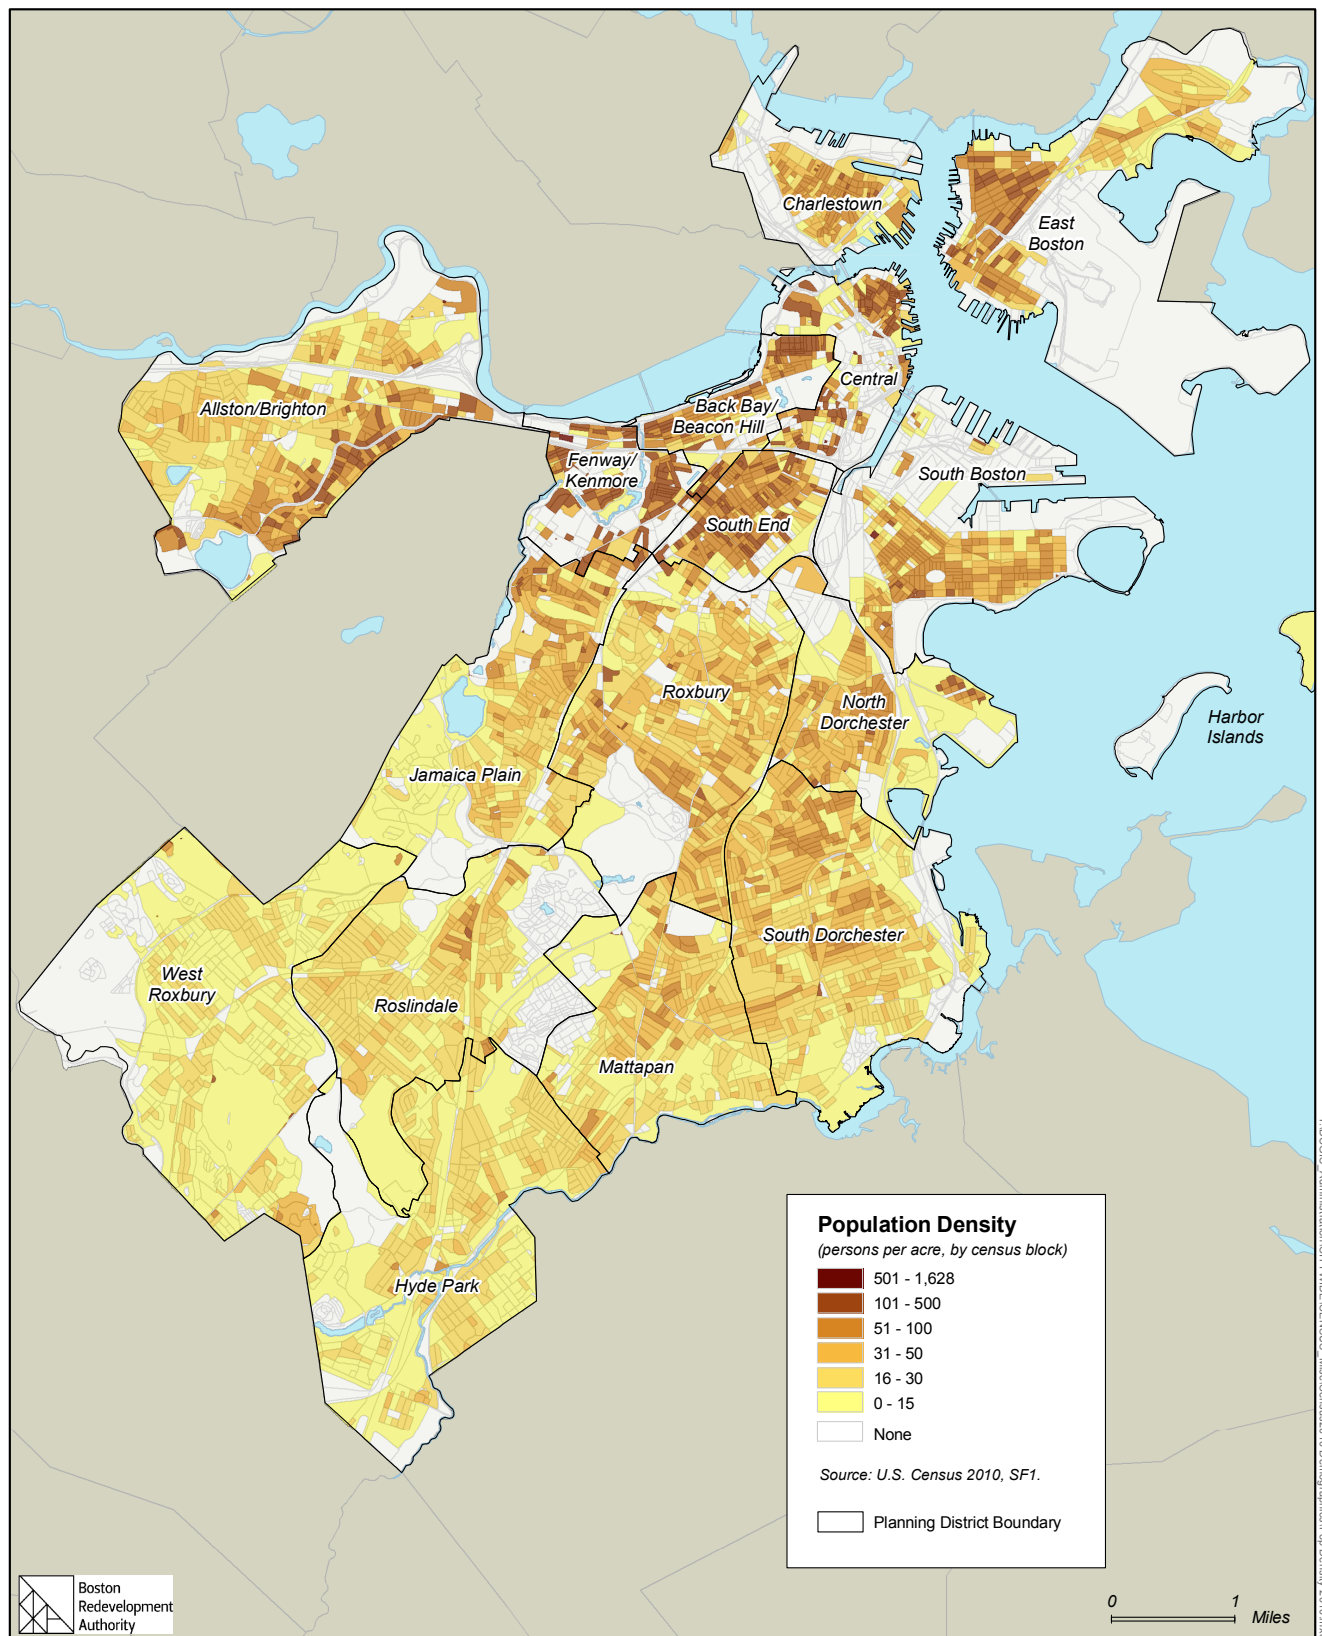 Charlestown
East
Boston
Central
Allston/Brighton
Back Bay/
Beacon Hill
Fenway/
Kenmore
South Boston
South End
Roxbury
North
Dorchester
Harbor
Islands
Jamaica Plain
South Dorchester
West
Roxbury
Roslindale
Mattapan
Hyde Park
Population Density
(persons per acre, by census block)
501 - 1,628
101 - 500
51 - 100
31 - 50
16 - 30
0 - 15
None
Source: U.S. Census 2010, SF1.
Planning District Boundary
Boston
Redevelopment
Authority
0 1
Miles